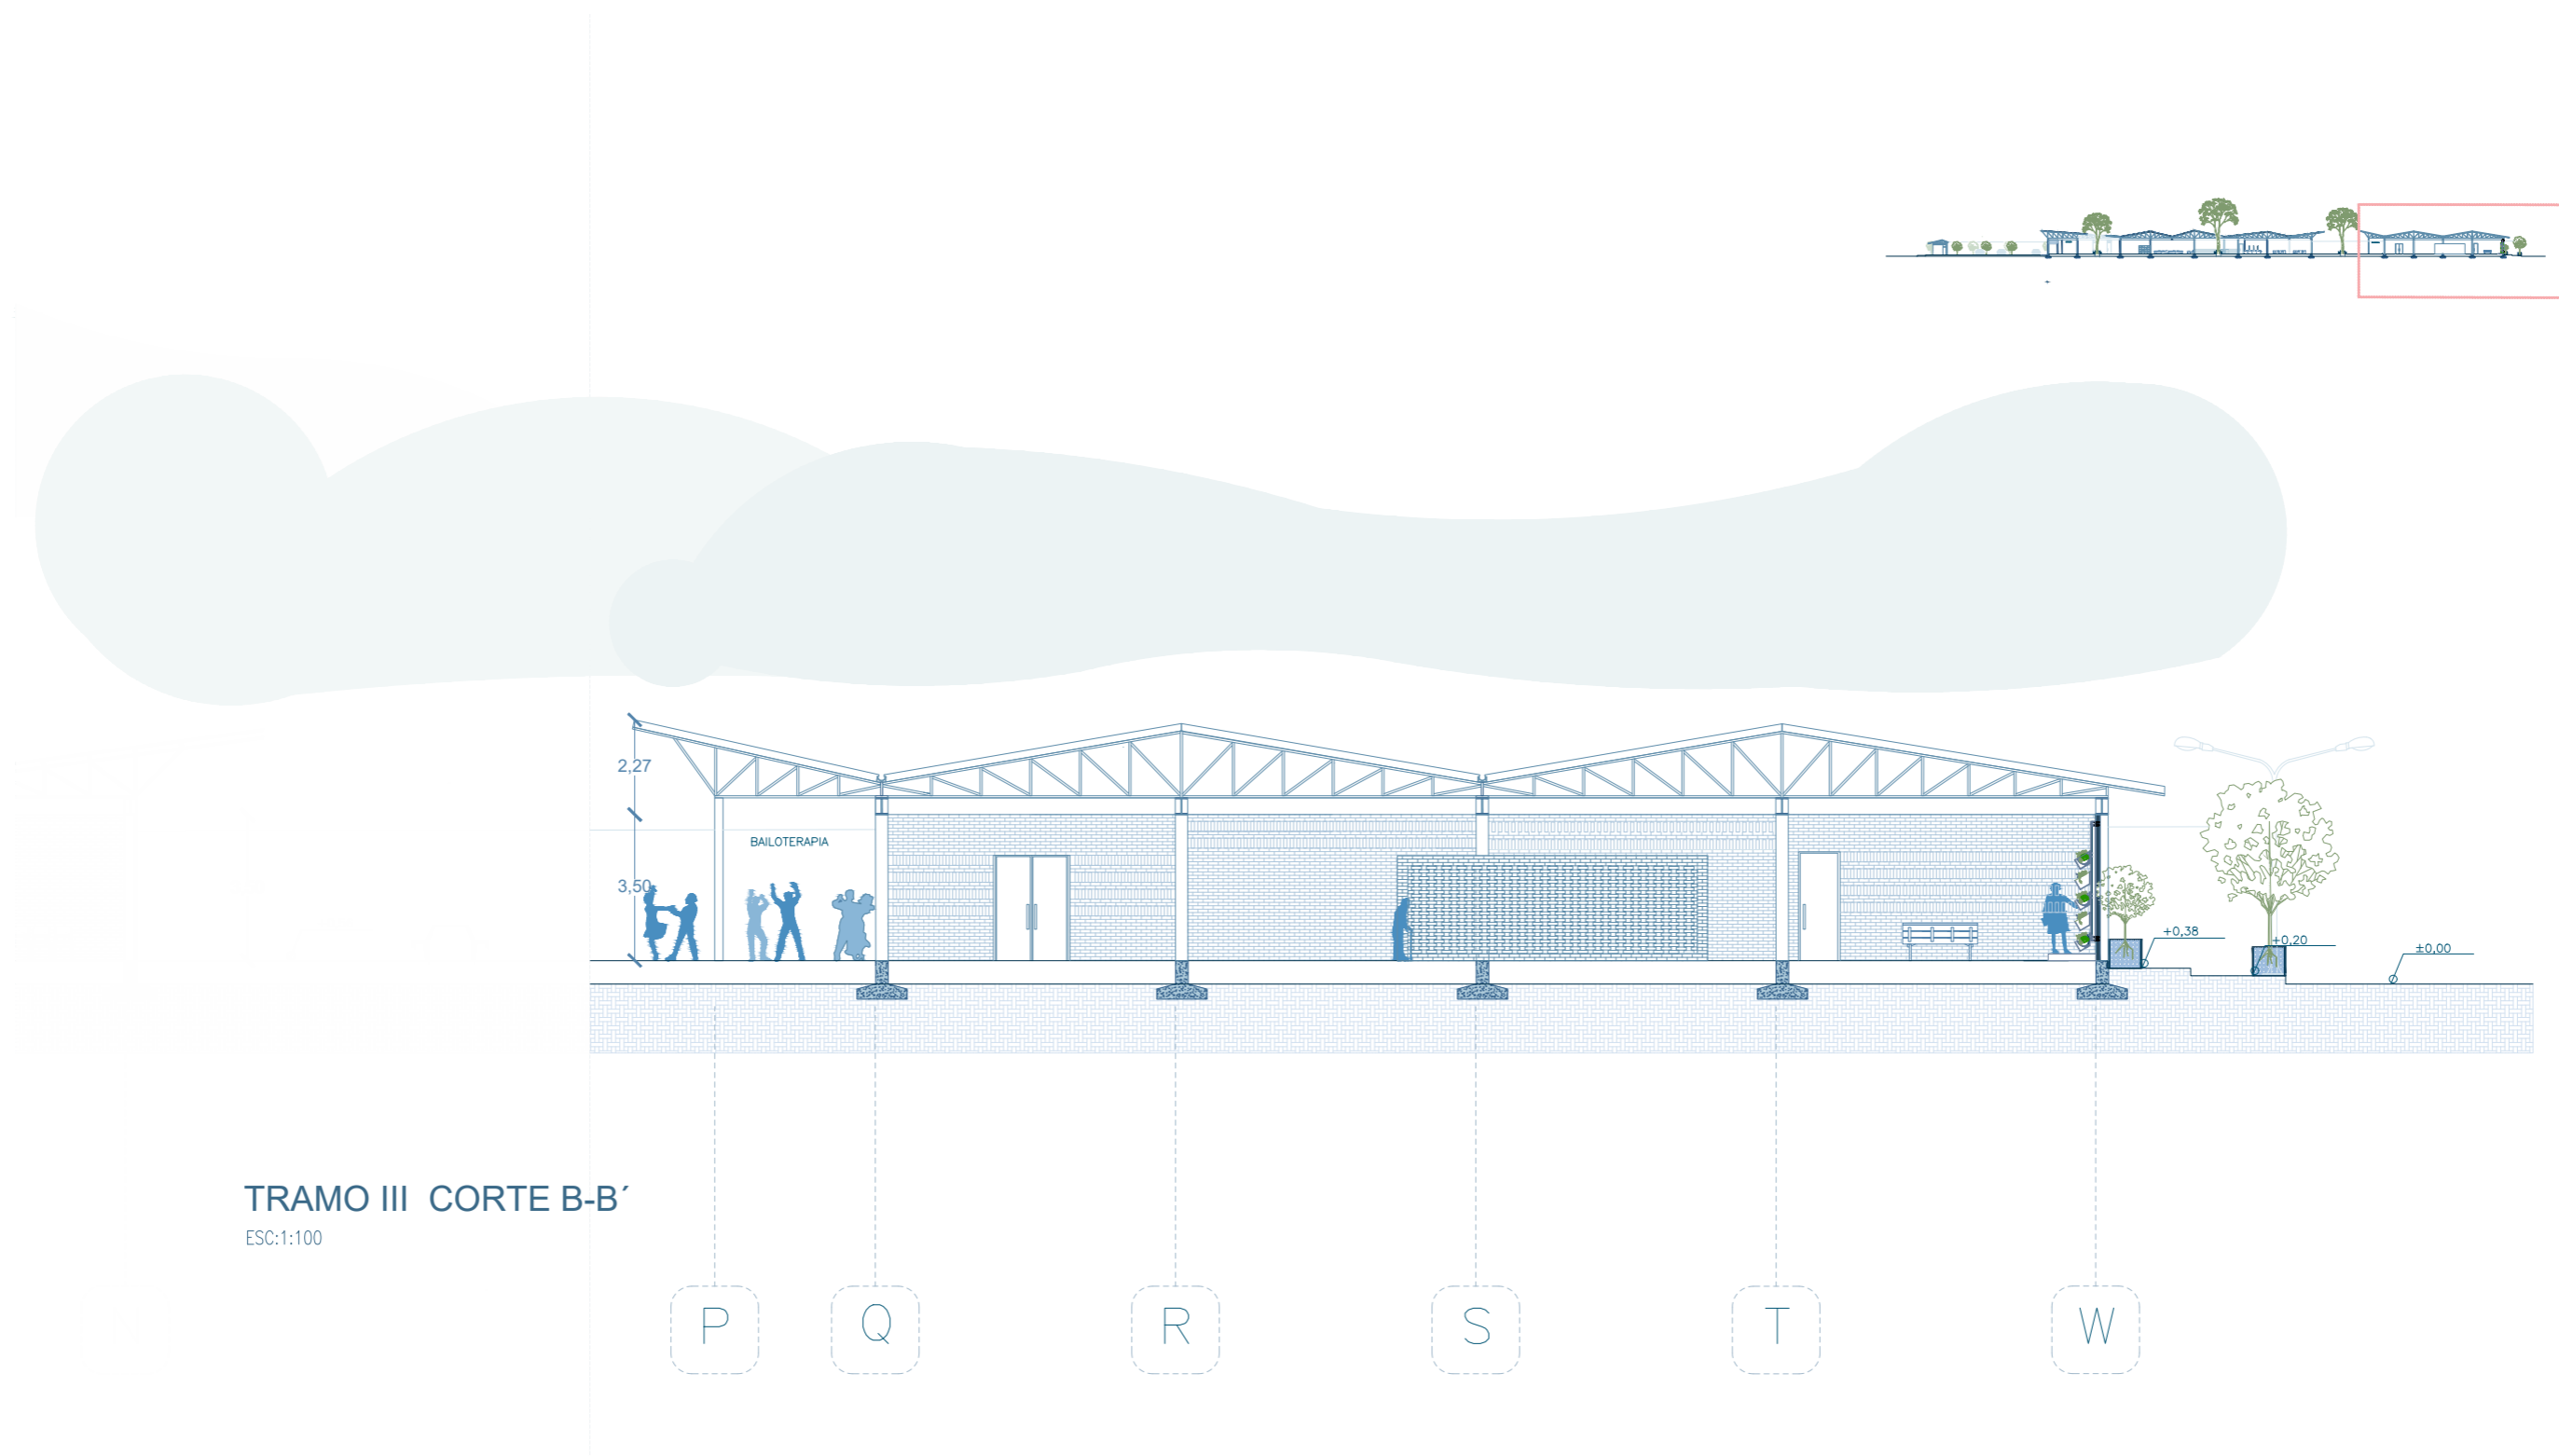 2,27
BAILOTERAPIA
3,50
+0,38
+0,20
±0,00
TRAMO III CORTE B-B´
ESC:1:100
P Q R S T W